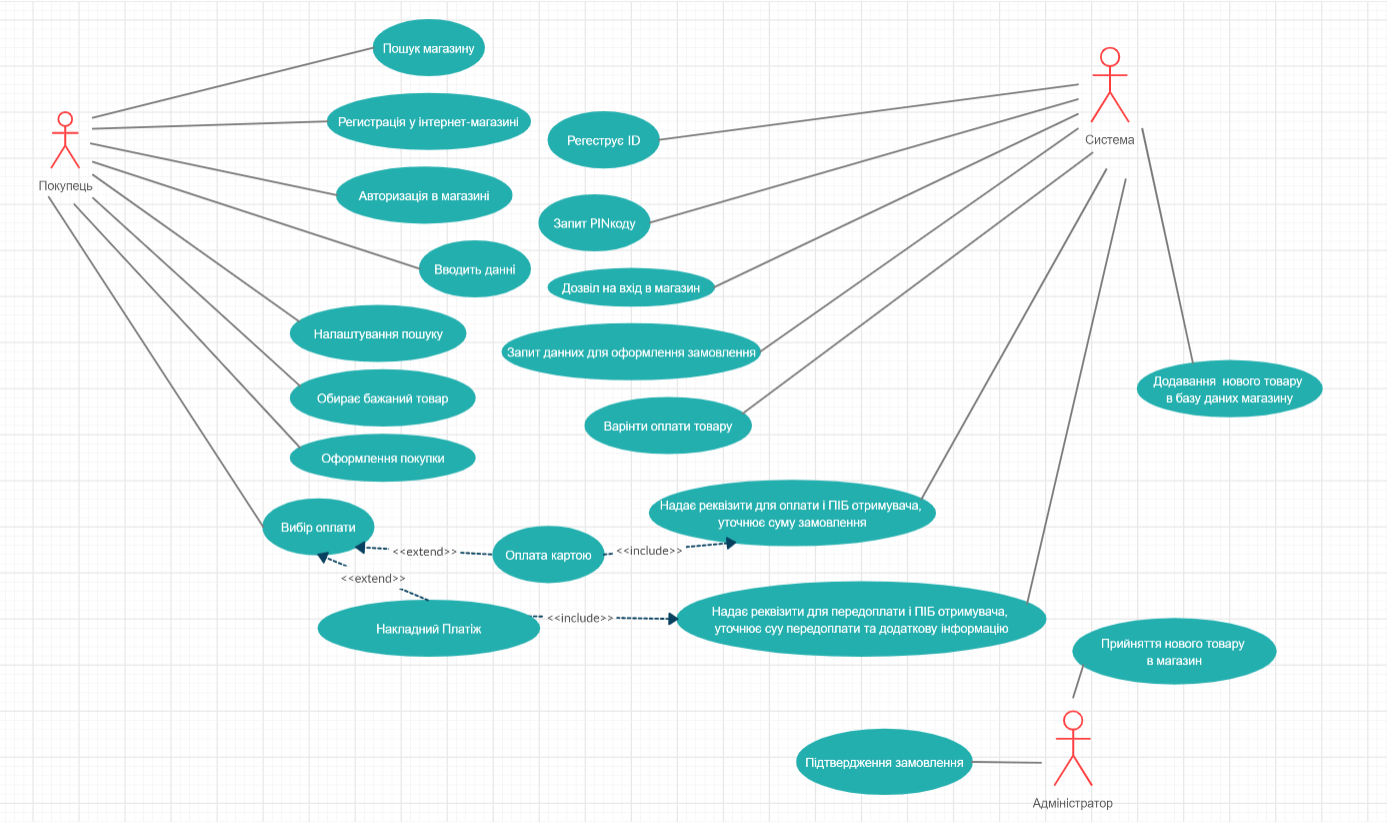 Пошук магазину
Регистрація у інтернет-магазині
Авторизація в магазині
Вводить данні
Налаштування пошуку
Обирає бажаний товар
Оформлення покупки
Вибір оплати
Покупець
Регеструє ID
Запит PINкоду
Дозвіл на вхід в магазин
Запит данних для оформлення замовлення
Варінти оплати товару
Система
Додавання нового товару
в базу даних магазину
<<extend>>
Оплата картою
<<include>>
Надає реквізити для оплати і ПІБ отримувача,
уточнює суму замовлення
<<extend>>
Накладний Платіж
<<include>>
Надає реквізити для передоплати і ПІБ отримувача,
уточнює суу передоплати та додаткову інформацію
Прийняття нового товару
в магазин
Підтвердження замовлення
Адміністратор